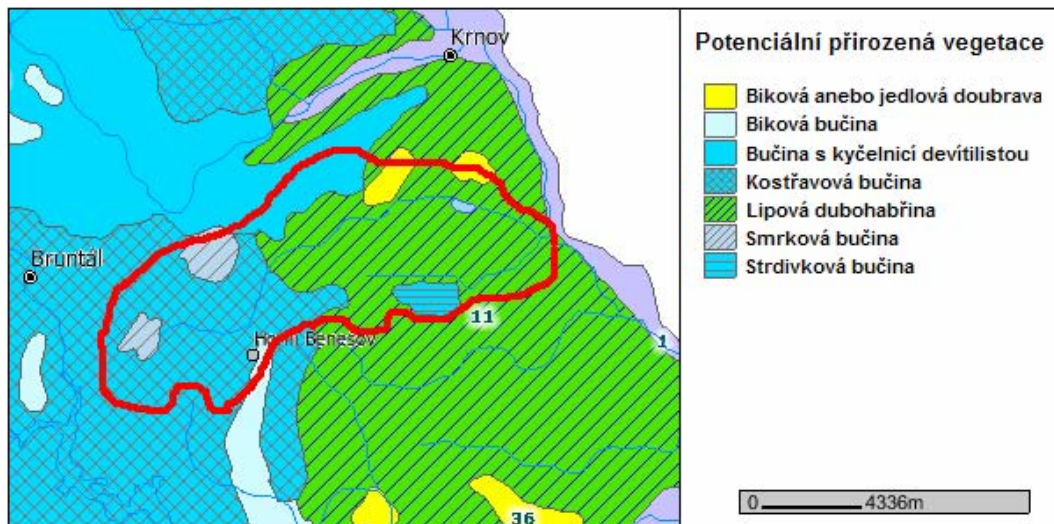 Krnov
Bruntál
Horní Benešov
11
1
36
Potenciální přirozená vegetace
Biková anebo jedlová doubrava
Biková bučina
Bučina s kyčelnicí devítilistou
Kostřavová bučina
Lipová dubohabřina
Smrková bučina
Strdivková bučina
0 4336m